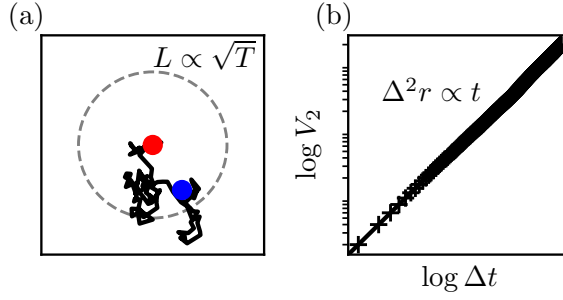 (a)
L ∝ √T
(b)
Δ²r ∝ t
log V₂
log Δt